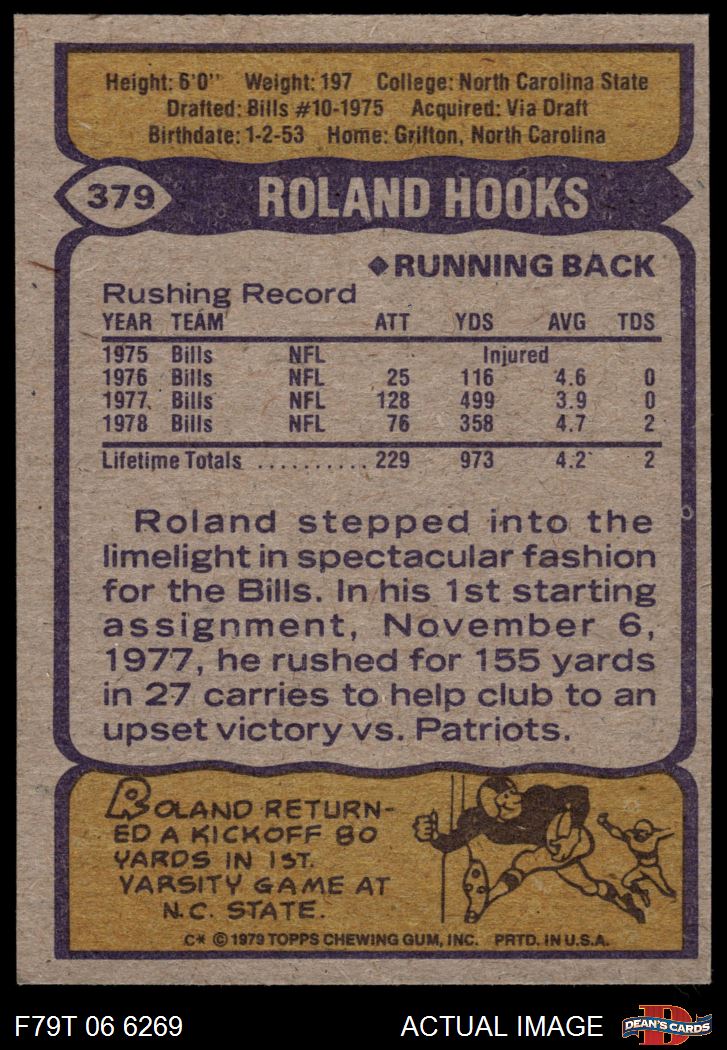 Height: 6'0" Weight: 197 College: North Carolina State
Drafted: Bills #10-1975 Acquired: Via Draft
Birthdate: 1-2-53 Home: Grifton, North Carolina
379 ROLAND HOOKS
◆RUNNING BACK
Rushing Record
YEAR TEAM ATT YDS AVG TDS
1975 Bills NFL Injured
1976 Bills NFL 25 116 4.6 0
1977 Bills NFL 128 499 3.9 0
1978 Bills NFL 76 358 4.7 2
Lifetime Totals .......... 229 973 4.2 2
Roland stepped into the
limelight in spectacular fashion
for the Bills. In his 1st starting
assignment, November 6,
1977, he rushed for 155 yards
in 27 carries to help club to an
upset victory vs. Patriots.
ROLAND RETURN-
ED A KICKOFF 80
YARDS IN 1ST.
VARSITY GAME AT
N.C. STATE.
C* © 1979 TOPPS CHEWING GUM, INC. PRTD. IN U.S.A.
F79T 06 6269 ACTUAL IMAGE D DEAN'S CARDS